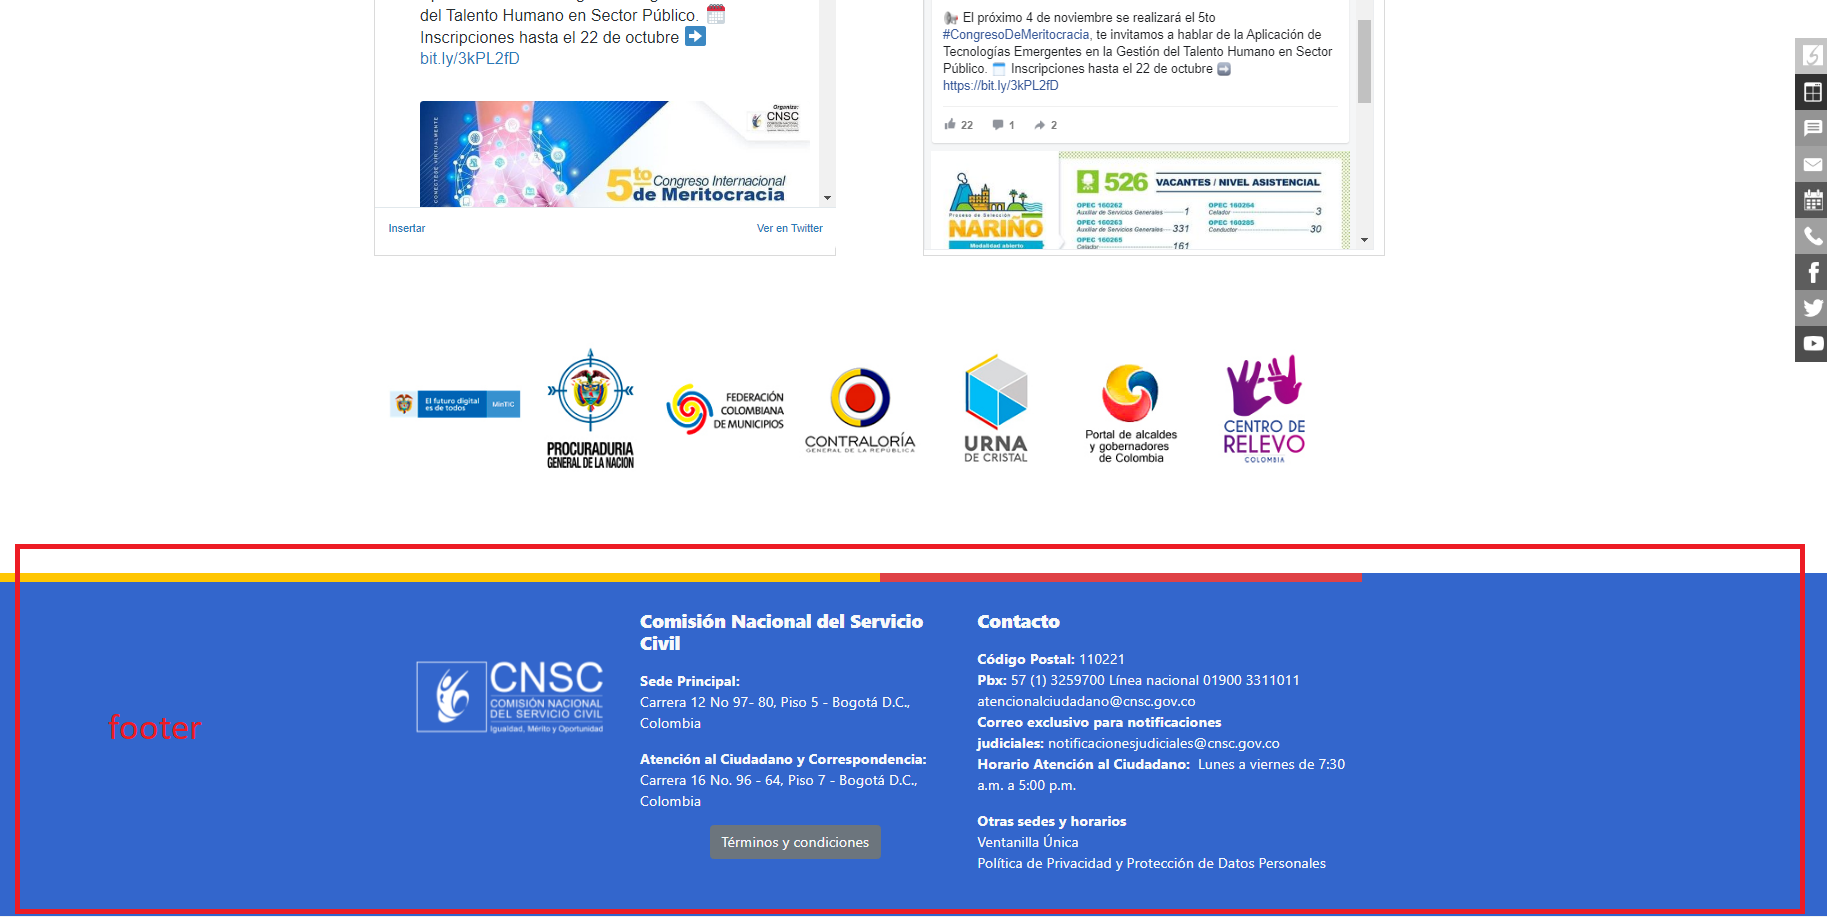 del Talento Humano en Sector Público.
Inscripciones hasta el 22 de octubre
bit.ly/3kPL2fD
CONÉCTEDE VIRTUALMENTE
Organiza:
CNSC
5to Congreso Internacional
de Meritocracia
Insertar
Ver en Twitter
El próximo 4 de noviembre se realizará el 5to
#CongresoDeMeritocracia, te invitamos a hablar de la Aplicación de
Tecnologías Emergentes en la Gestión del Talento Humano en Sector
Público. Inscripciones hasta el 22 de octubre
https://bit.ly/3kPL2fD
22 1 2
Proceso de Selección
NARIÑO
Modalidad abierto
526 VACANTES / NIVEL ASISTENCIAL
OPEC 160262
Auxiliar de Servicios Generales 1
OPEC 160263
Auxiliar de Servicios Generales 331
OPEC 160265
Celador 161
OPEC 160264
Celador 3
OPEC 160285
Conductor 30
El futuro digital
es de todos
MinTIC
PROCURADURIA
GENERAL DE LA NACION
FEDERACIÓN
COLOMBIANA
DE MUNICIPIOS
CONTRALORÍA
GENERAL DE LA REPÚBLICA
URNA
DE CRISTAL
Portal de alcaldes
y gobernadores
de Colombia
CENTRO DE
RELEVO
COLOMBIA
footer
CNSC
COMISIÓN NACIONAL
DEL SERVICIO CIVIL
Igualdad, Mérito y Oportunidad
Comisión Nacional del Servicio
Civil
Sede Principal:
Carrera 12 No 97- 80, Piso 5 - Bogotá D.C.,
Colombia
Atención al Ciudadano y Correspondencia:
Carrera 16 No. 96 - 64, Piso 7 - Bogotá D.C.,
Colombia
Términos y condiciones
Contacto
Código Postal: 110221
Pbx: 57 (1) 3259700 Línea nacional 01900 3311011
atencionalciudadano@cnsc.gov.co
Correo exclusivo para notificaciones
judiciales: notificacionesjudiciales@cnsc.gov.co
Horario Atención al Ciudadano: Lunes a viernes de 7:30
a.m. a 5:00 p.m.
Otras sedes y horarios
Ventanilla Única
Política de Privacidad y Protección de Datos Personales